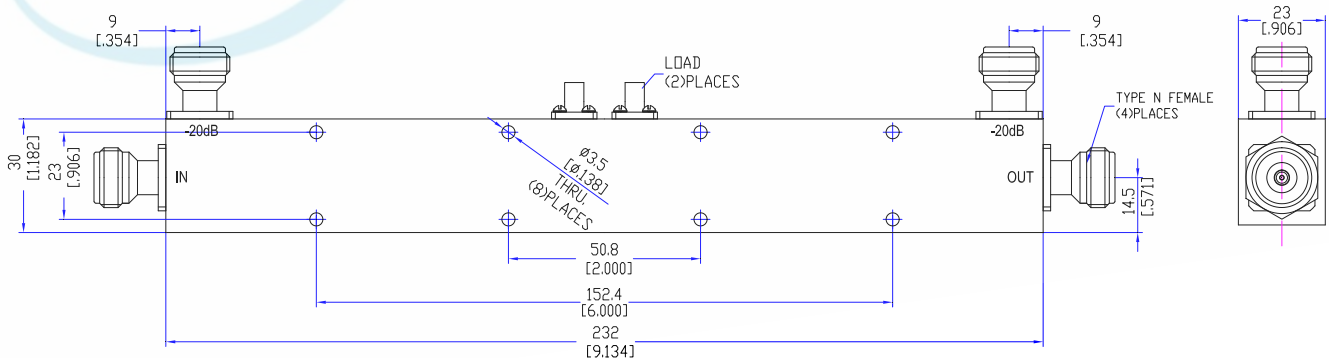 9
[.354]
9
[.354]
23
[.906]
LOAD
(2)PLACES
TYPE N FEMALE
(4)PLACES
-20dB
-20dB
30
[1.182]
23
[.906]
IN
Ø3.5
[Ø.138]
THRU.
(8)PLACES
OUT
14.5
[.571]
50.8
[2.000]
152.4
[6.000]
232
[9.134]